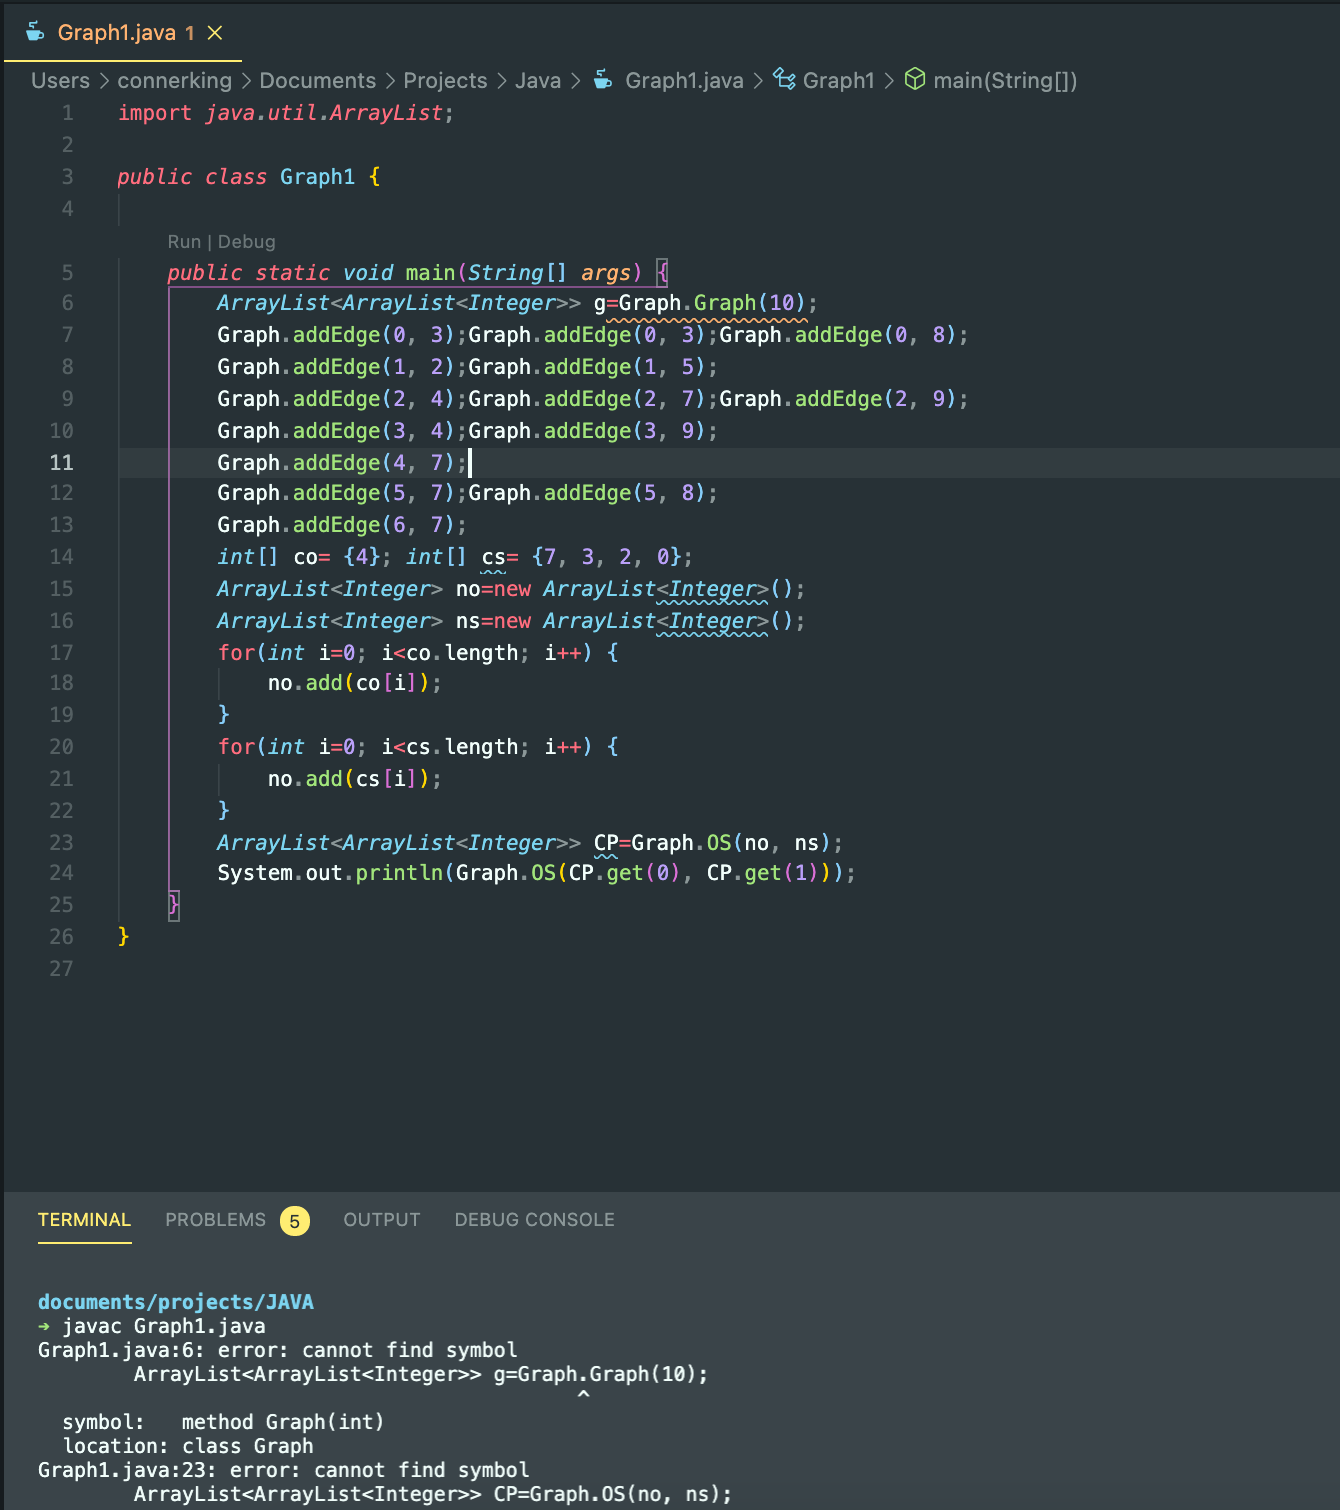 Graph1.java 1
Users > connerking > Documents > Projects > Java > Graph1.java > Graph1 > main(String[])
1 import java.util.ArrayList;
2
3 public class Graph1 {
4
Run | Debug
5 public static void main(String[] args) {
6 ArrayList<ArrayList<Integer>> g=Graph.Graph(10);
7 Graph.addEdge(0, 3);Graph.addEdge(0, 3);Graph.addEdge(0, 8);
8 Graph.addEdge(1, 2);Graph.addEdge(1, 5);
9 Graph.addEdge(2, 4);Graph.addEdge(2, 7);Graph.addEdge(2, 9);
10 Graph.addEdge(3, 4);Graph.addEdge(3, 9);
11 Graph.addEdge(4, 7);
12 Graph.addEdge(5, 7);Graph.addEdge(5, 8);
13 Graph.addEdge(6, 7);
14 int[] co= {4}; int[] cs= {7, 3, 2, 0};
15 ArrayList<Integer> no=new ArrayList<Integer>();
16 ArrayList<Integer> ns=new ArrayList<Integer>();
17 for(int i=0; i<co.length; i++) {
18 no.add(co[i]);
19 }
20 for(int i=0; i<cs.length; i++) {
21 no.add(cs[i]);
22 }
23 ArrayList<ArrayList<Integer>> CP=Graph.OS(no, ns);
24 System.out.println(Graph.OS(CP.get(0), CP.get(1)));
25 }
26 }
27
TERMINAL PROBLEMS 5 OUTPUT DEBUG CONSOLE
documents/projects/JAVA
→ javac Graph1.java
Graph1.java:6: error: cannot find symbol
ArrayList<ArrayList<Integer>> g=Graph.Graph(10);
^
symbol: method Graph(int)
location: class Graph
Graph1.java:23: error: cannot find symbol
ArrayList<ArrayList<Integer>> CP=Graph.OS(no, ns);